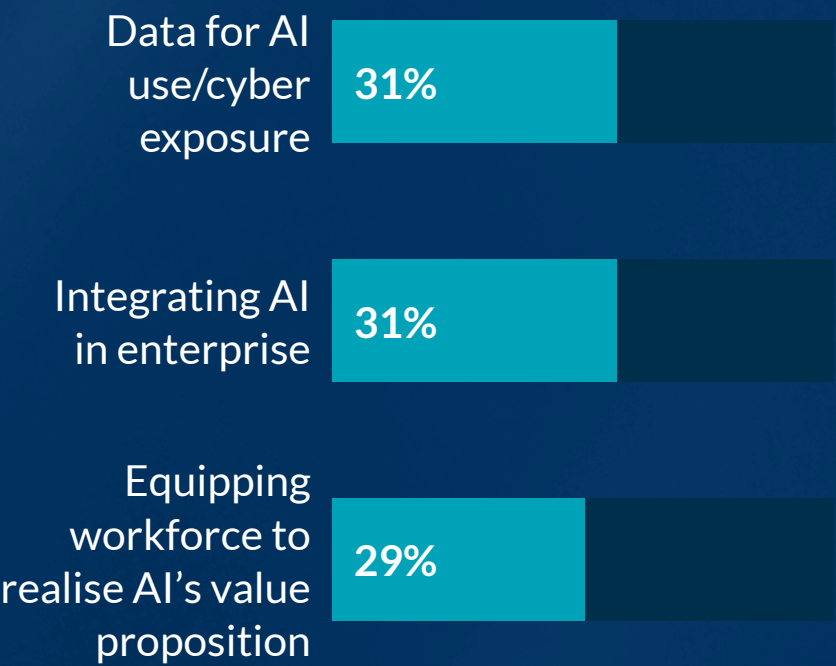 Data for AI
use/cyber
exposure
31%
Integrating AI
in enterprise
31%
Equipping
workforce to
realise AI’s value
proposition
29%